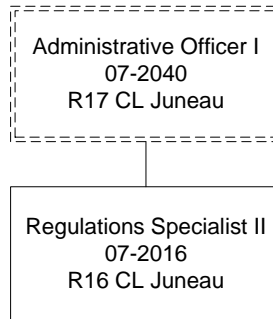 Administrative Officer I
07-2040
R17 CL Juneau
Regulations Specialist II
07-2016
R16 CL Juneau